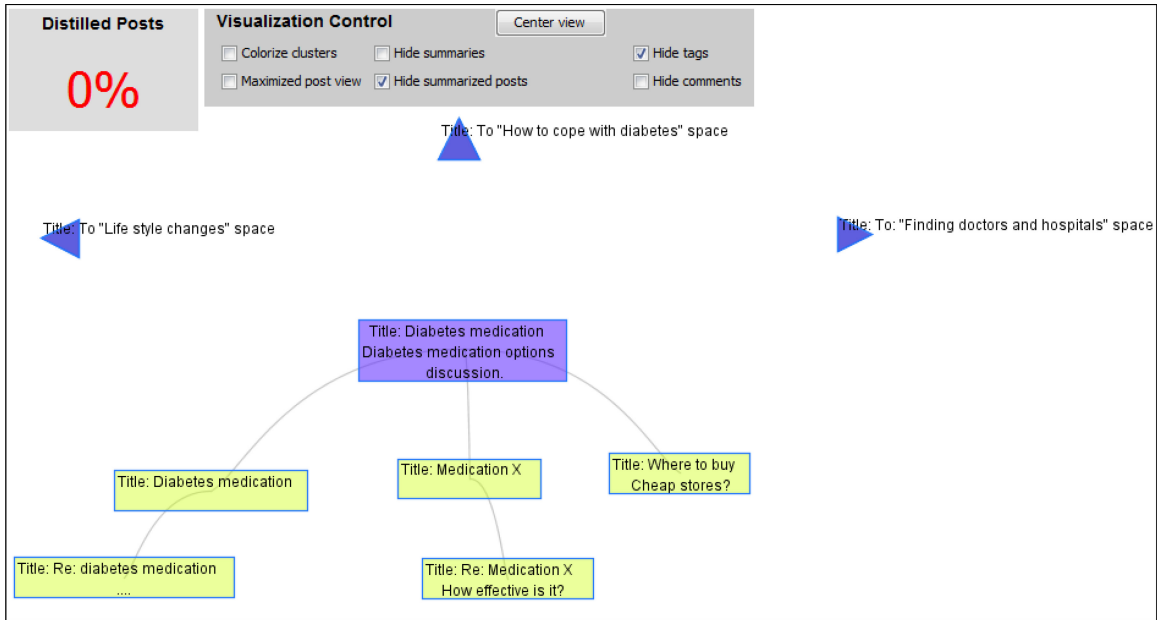 Distilled Posts
0%
Visualization Control
Center view
Colorize clusters
Hide summaries
Hide tags
Maximized post view
Hide summarized posts
Hide comments
Title: To "How to cope with diabetes" space
Title: To "Life style changes" space
Title: To: "Finding doctors and hospitals" space
Title: Diabetes medication
Diabetes medication options
discussion.
Title: Diabetes medication
Title: Medication X
Title: Where to buy
Cheap stores?
Title: Re: diabetes medication
....
Title: Re: Medication X
How effective is it?